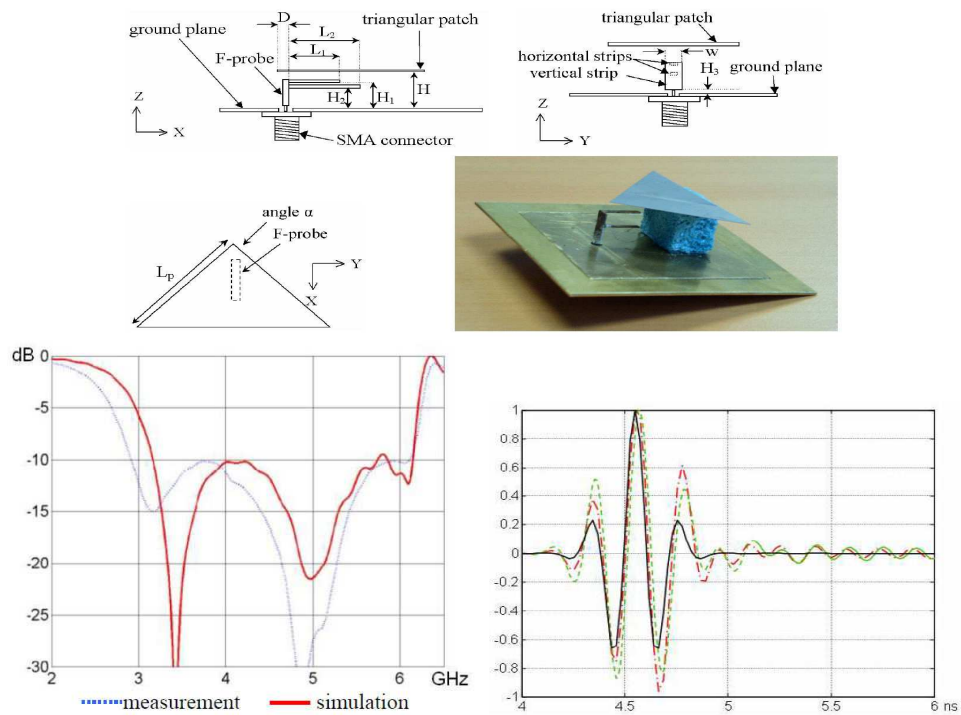 D
triangular patch
L₂
ground plane
L₁
F-probe
H
H₂
H₁
Z
X
SMA connector
triangular patch
horizontal strips
W
vertical strip
H₃
ground plane
Z
Y
angle α
F-probe
Lₚ
Y
X
dB 0
-5
-10
-15
-20
-25
-30
2 3 4 5 6 GHz
measurement simulation
1
0.8
0.6
0.4
0.2
0
-0.2
-0.4
-0.6
-0.8
-1
4 4.5 5 5.5 6 ns